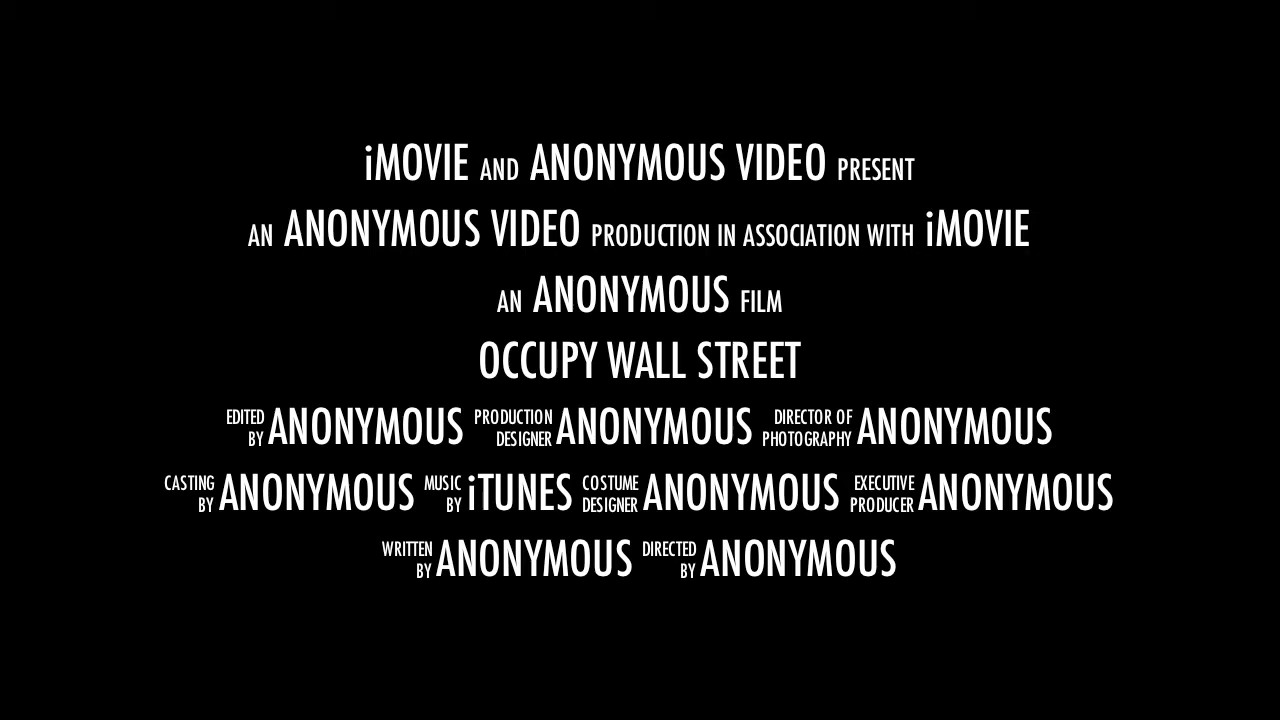 iMOVIE AND ANONYMOUS VIDEO PRESENT
AN ANONYMOUS VIDEO PRODUCTION IN ASSOCIATION WITH iMOVIE
AN ANONYMOUS FILM
OCCUPY WALL STREET
EDITED BY ANONYMOUS PRODUCTION DESIGNER ANONYMOUS DIRECTOR OF PHOTOGRAPHY ANONYMOUS
CASTING BY ANONYMOUS MUSIC BY iTUNES COSTUME DESIGNER ANONYMOUS EXECUTIVE PRODUCER ANONYMOUS
WRITTEN BY ANONYMOUS DIRECTED BY ANONYMOUS